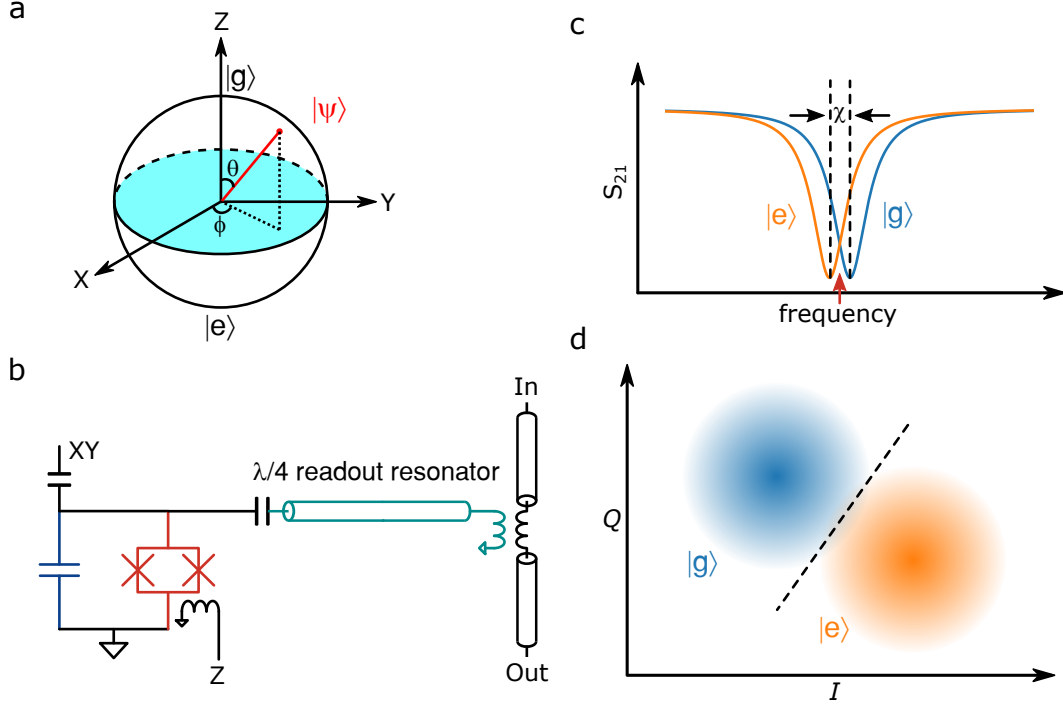 a
Z
|g⟩
|ψ⟩
θ
Y
ϕ
X
|e⟩
b
XY
λ/4 readout resonator
In
Z
Out
c
χ
S21
|e⟩
|g⟩
frequency
d
Q
|g⟩
|e⟩
I